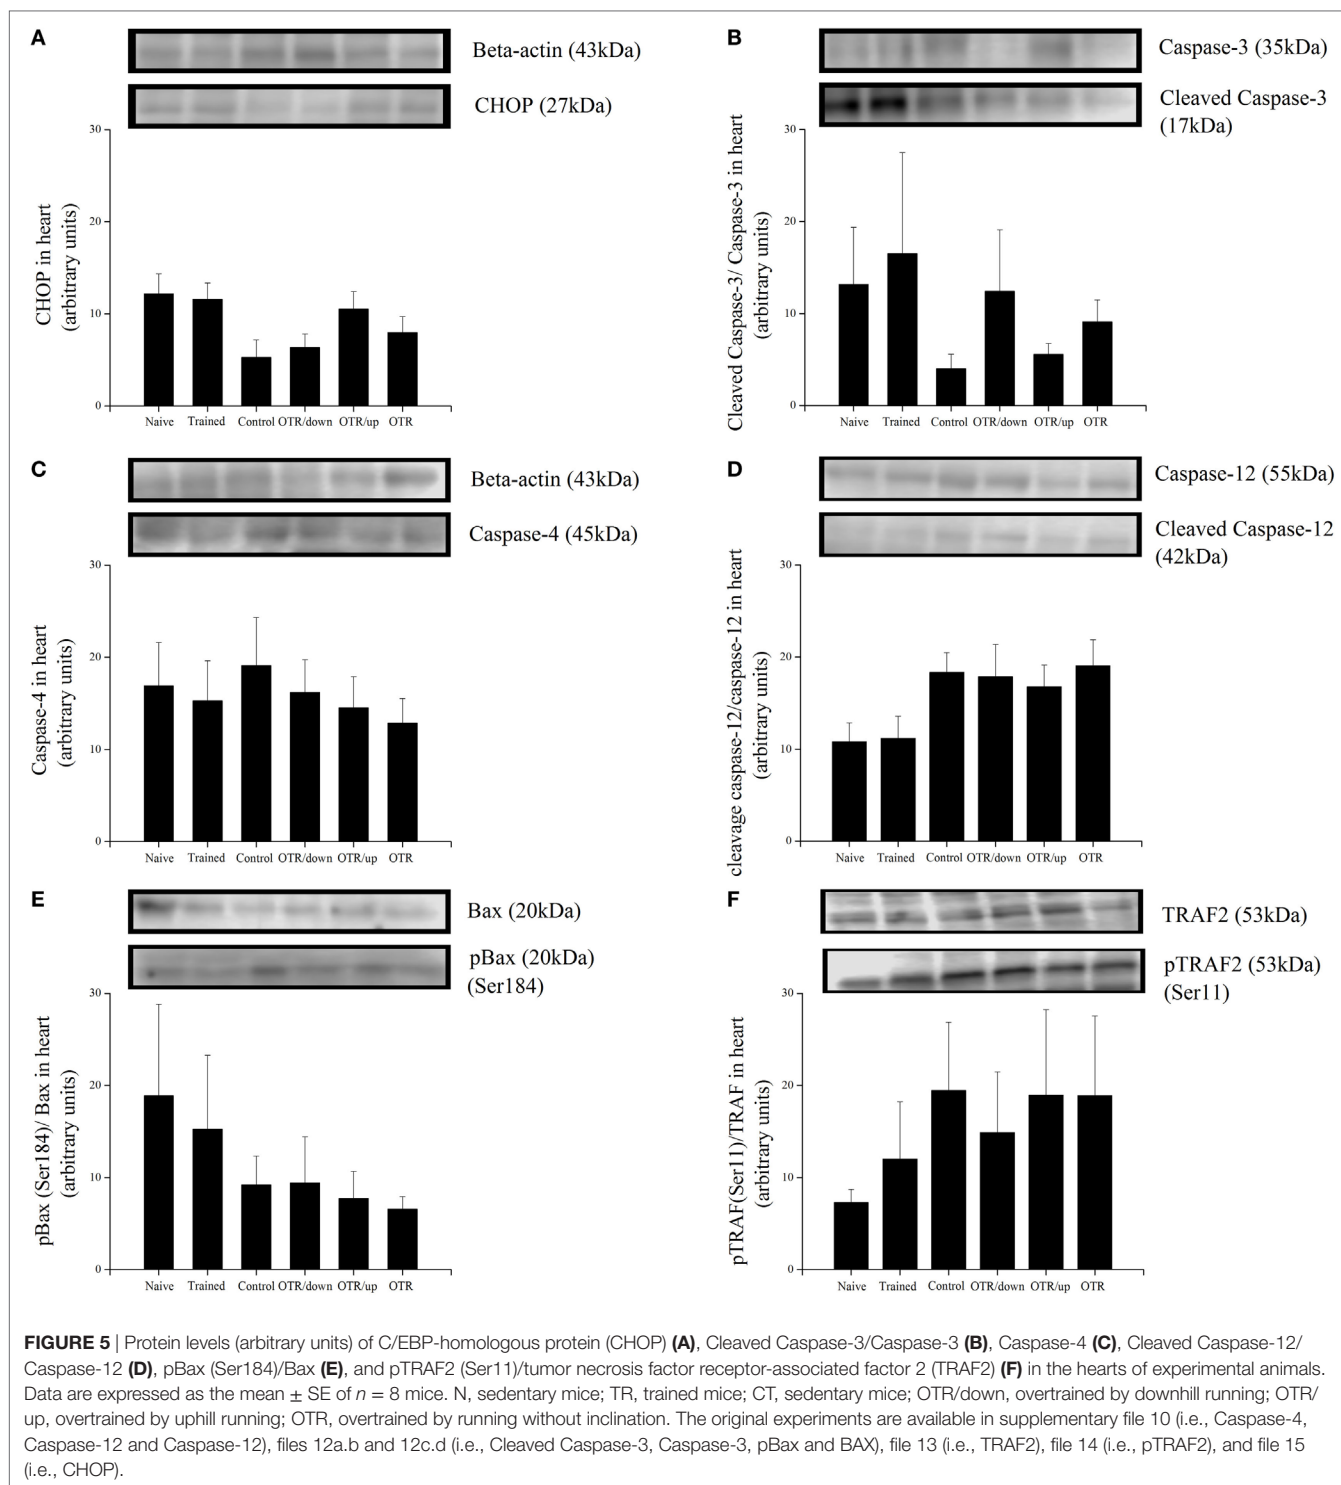 A
Beta-actin (43kDa)
CHOP (27kDa)
CHOP in heart
(arbitrary units)
30
20
10
0
Naive Trained Control OTR/down OTR/up OTR
B
Caspase-3 (35kDa)
Cleaved Caspase-3
(17kDa)
Cleaved Caspase-3/ Caspase-3 in heart
(arbitrary units)
30
20
10
0
Naive Trained Control OTR/down OTR/up OTR
C
Beta-actin (43kDa)
Caspase-4 (45kDa)
Caspase-4 in heart
(arbitrary units)
30
20
10
0
Naive Trained Control OTR/down OTR/up OTR
D
Caspase-12 (55kDa)
Cleaved Caspase-12
(42kDa)
cleavage caspase-12/caspase-12 in heart
(arbitrary units)
30
20
10
0
Naive Trained Control OTR/down OTR/up OTR
E
Bax (20kDa)
pBax (20kDa)
(Ser184)
pBax (Ser184)/ Bax in heart
(arbitrary units)
30
20
10
0
Naive Trained Control OTR/down OTR/up OTR
F
TRAF2 (53kDa)
pTRAF2 (53kDa)
(Ser11)
pTRAF(Ser11)/TRAF in heart
(arbitrary units)
30
20
10
0
Naive Trained Control OTR/down OTR/up OTR
FIGURE 5 | Protein levels (arbitrary units) of C/EBP-homologous protein (CHOP) (A), Cleaved Caspase-3/Caspase-3 (B), Caspase-4 (C), Cleaved Caspase-12/
Caspase-12 (D), pBax (Ser184)/Bax (E), and pTRAF2 (Ser11)/tumor necrosis factor receptor-associated factor 2 (TRAF2) (F) in the hearts of experimental animals.
Data are expressed as the mean ± SE of n = 8 mice. N, sedentary mice; TR, trained mice; CT, sedentary mice; OTR/down, overtrained by downhill running; OTR/
up, overtrained by uphill running; OTR, overtrained by running without inclination. The original experiments are available in supplementary file 10 (i.e., Caspase-4,
Caspase-12 and Caspase-12), files 12a.b and 12c.d (i.e., Cleaved Caspase-3, Caspase-3, pBax and BAX), file 13 (i.e., TRAF2), file 14 (i.e., pTRAF2), and file 15
(i.e., CHOP).